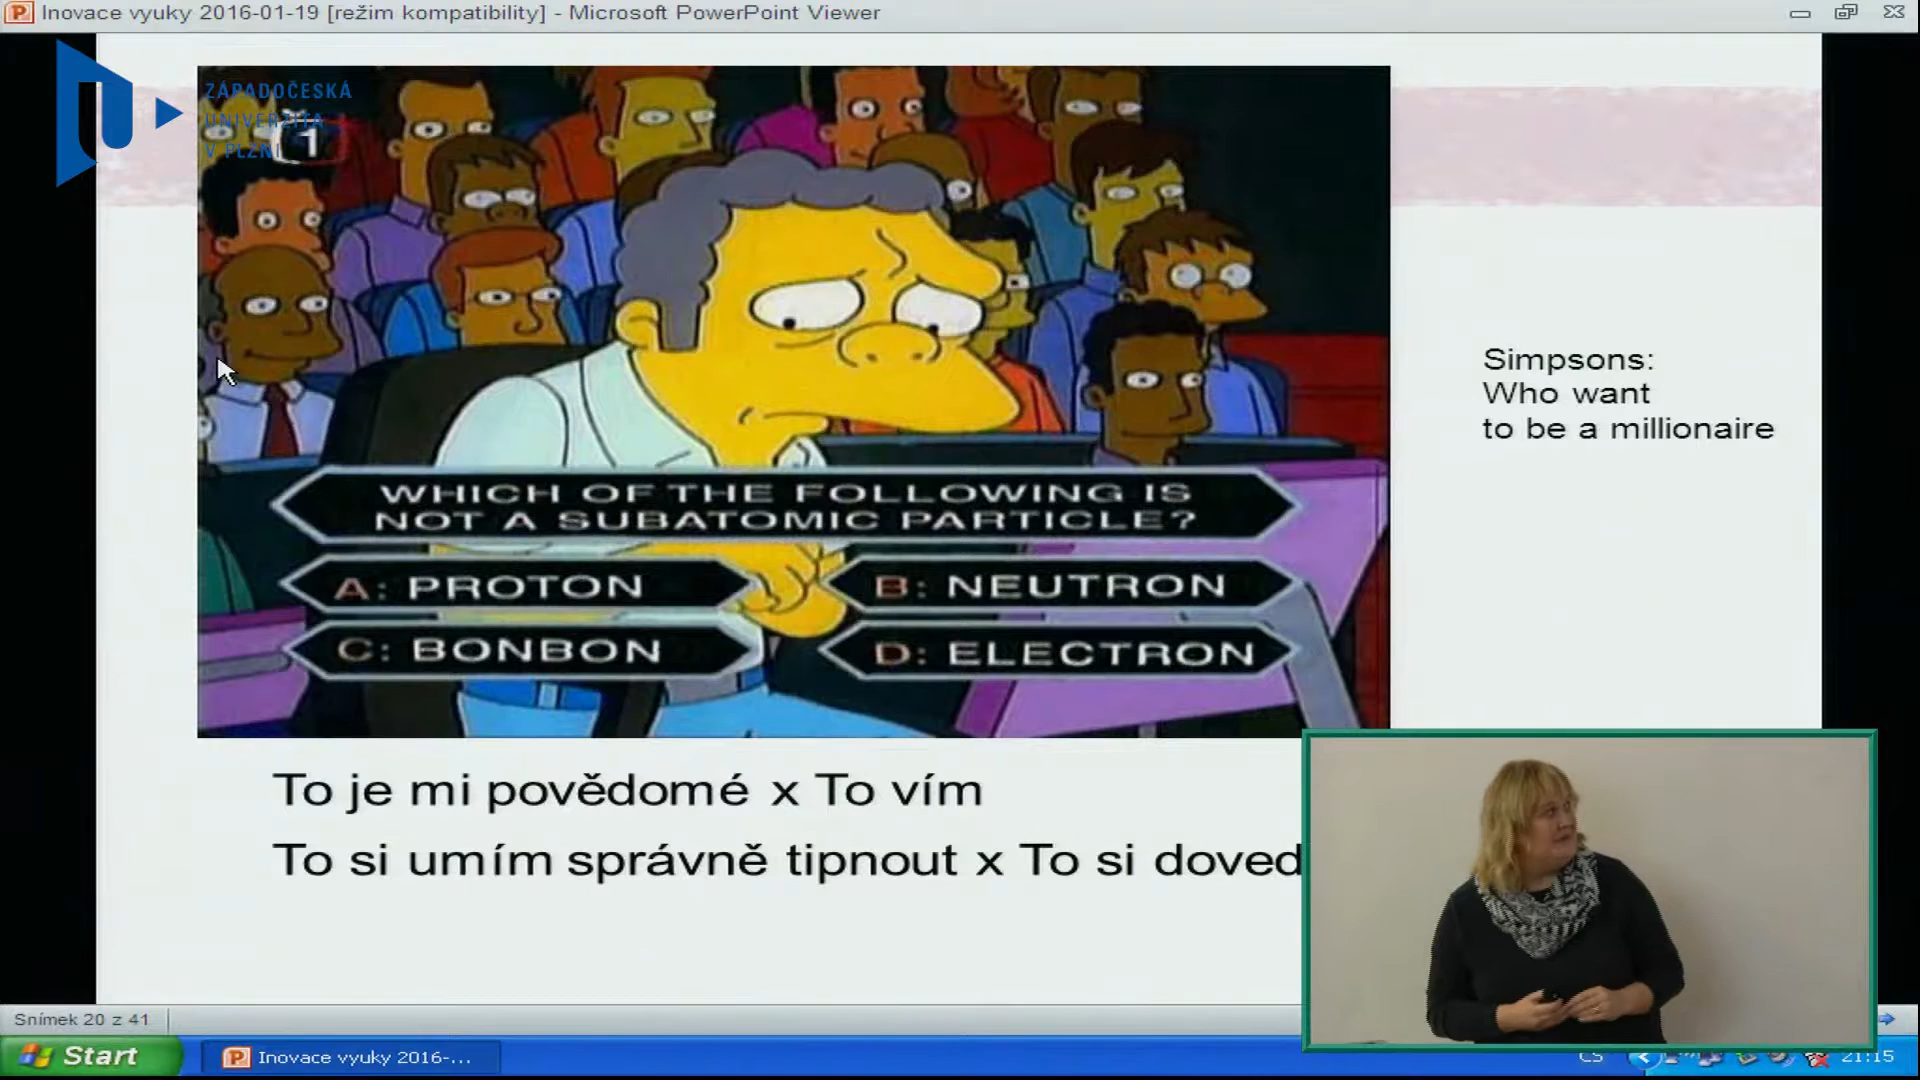 Inovace vyuky 2016-01-19 [režim kompatibility] - Microsoft PowerPoint Viewer
ZÁPADOČESKÁ
UNIVERZITA
V PLZNI
1
Simpsons:
Who want
to be a millionaire
WHICH OF THE FOLLOWING IS
NOT A SUBATOMIC PARTICLE?
A: PROTON
B: NEUTRON
C: BONBON
D: ELECTRON
To je mi povědomé x To vím
To si umím správně tipnout x To si doved
Snímek 20 z 41
Start
Inovace vyuky 2016-...
CS
21:15